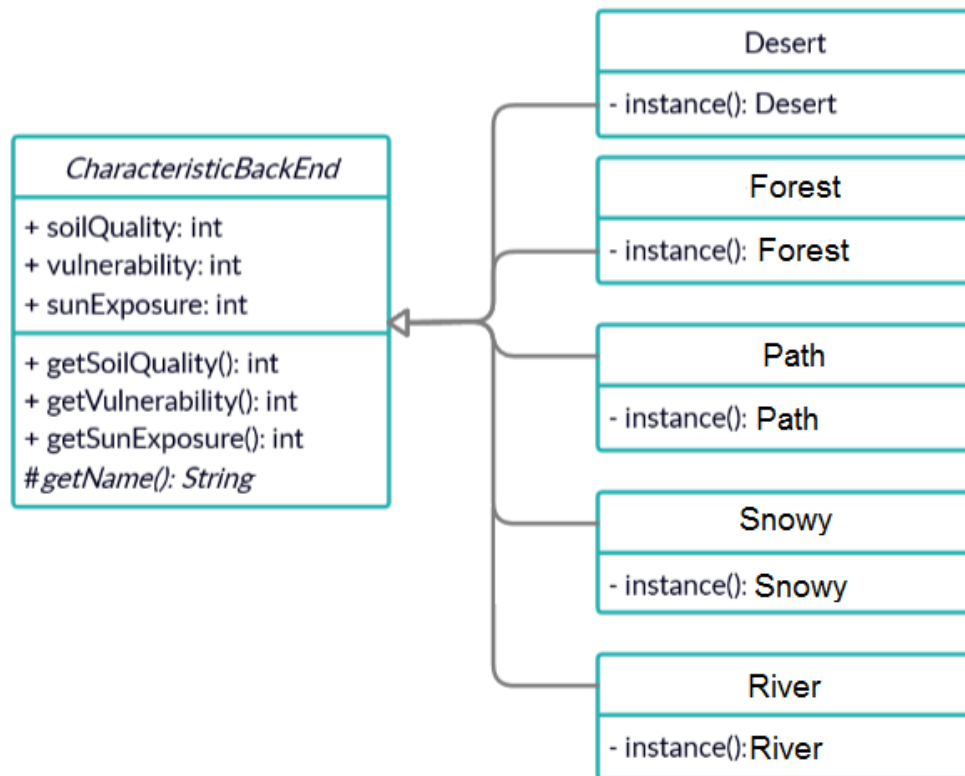 CharacteristicBackEnd
+ soilQuality: int
+ vulnerability: int
+ sunExposure: int
+ getSoilQuality(): int
+ getVulnerability(): int
+ getSunExposure(): int
# getName(): String
Desert
- instance(): Desert
Forest
- instance(): Forest
Path
- instance(): Path
Snowy
- instance(): Snowy
River
- instance(): River